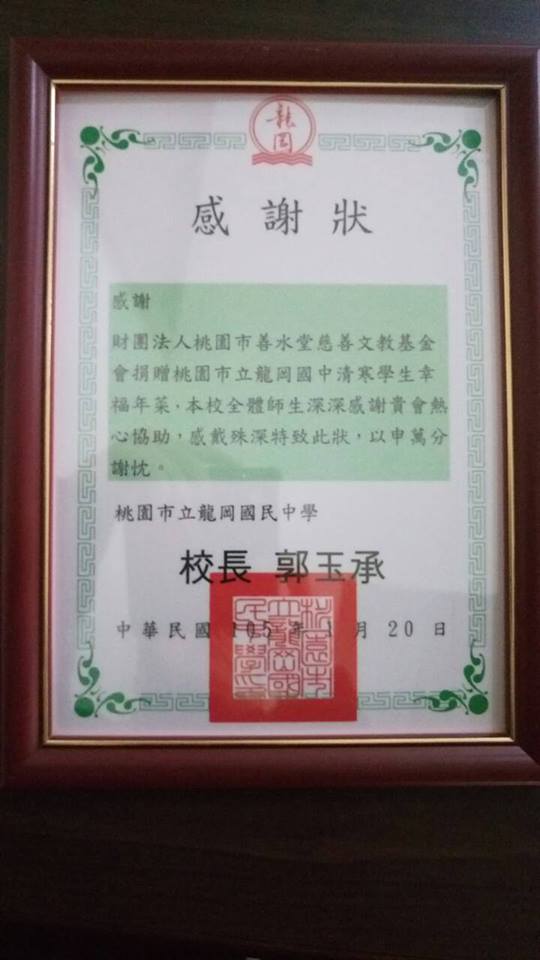 龍岡
感謝狀
感謝
財團法人桃園市善水堂慈善文教基金
會捐贈桃園市立龍岡國中清寒學生幸
福年菜,本校全體師生深深感謝貴會熱
心協助,感戴殊深特致此狀,以申萬分
謝忱。
桃園市立龍岡國民中學
校長 郭玉承
中華民國 105 年 1 月 20 日